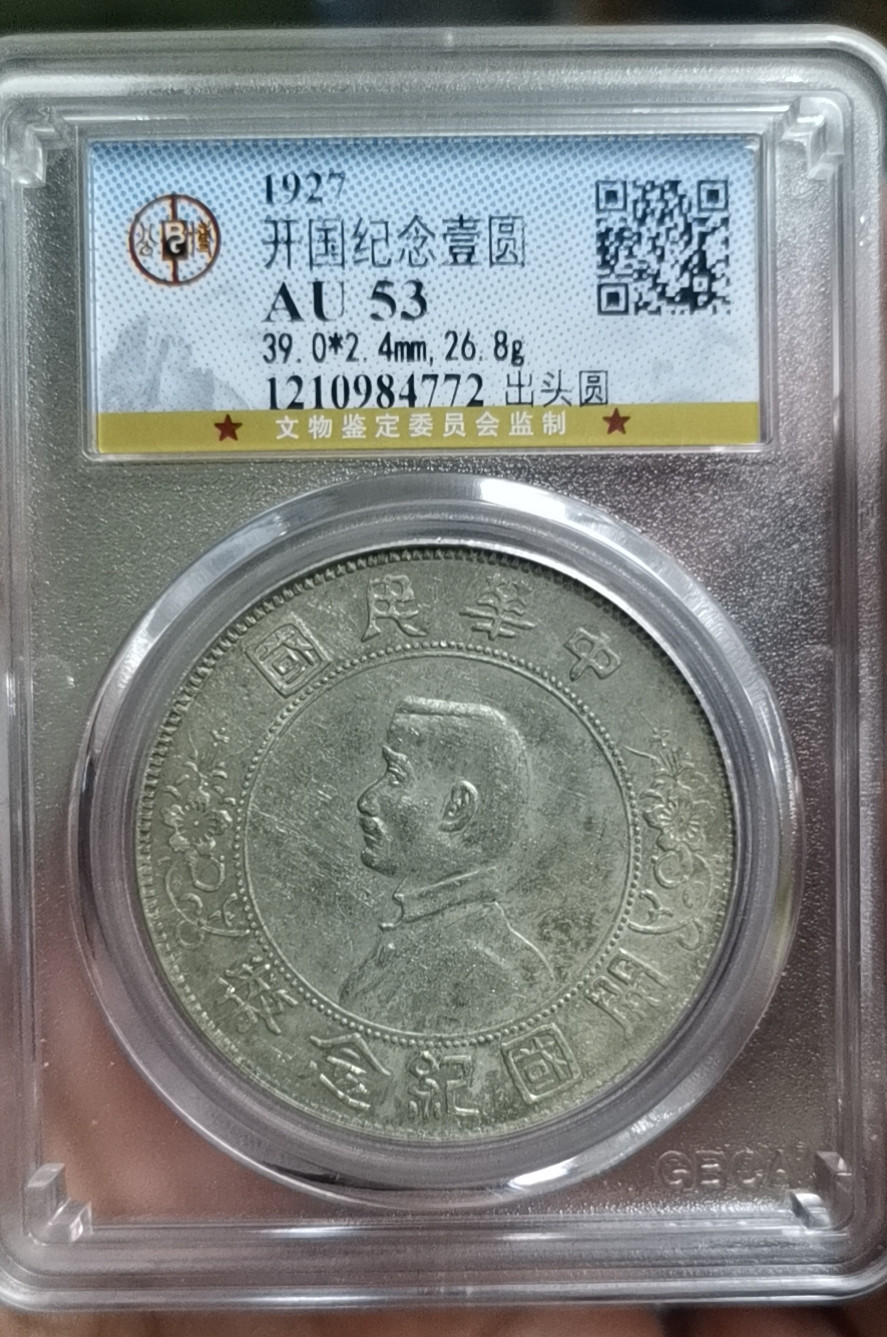 1927
开国纪念壹圆
AU 53
39.0*2.4mm,26.8g
1210984772 出头圆
公博
文物鉴定委员会监制
中華民國
開國紀念幣
GBCA